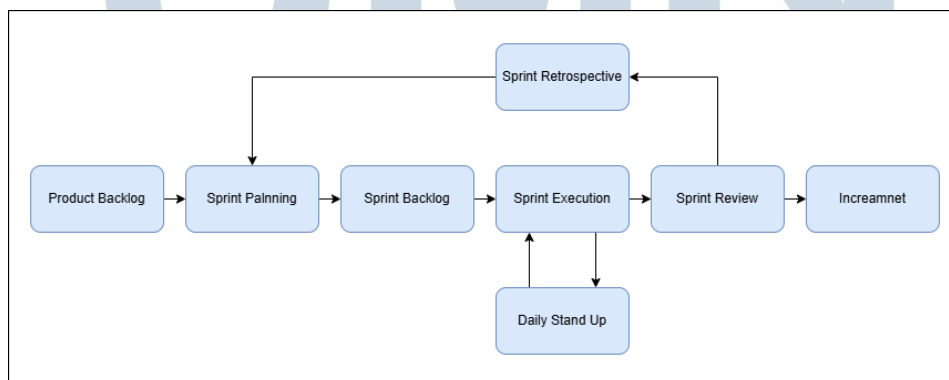 Sprint Retrospective
Product Backlog
Sprint Palnning
Sprint Backlog
Sprint Execution
Sprint Review
Increamnet
Daily Stand Up